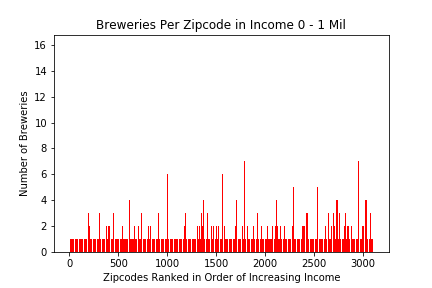 Breweries Per Zipcode in Income 0 - 1 Mil
Number of Breweries
16
14
12
10
8
6
4
2
0
0 500 1000 1500 2000 2500 3000
Zipcodes Ranked in Order of Increasing Income